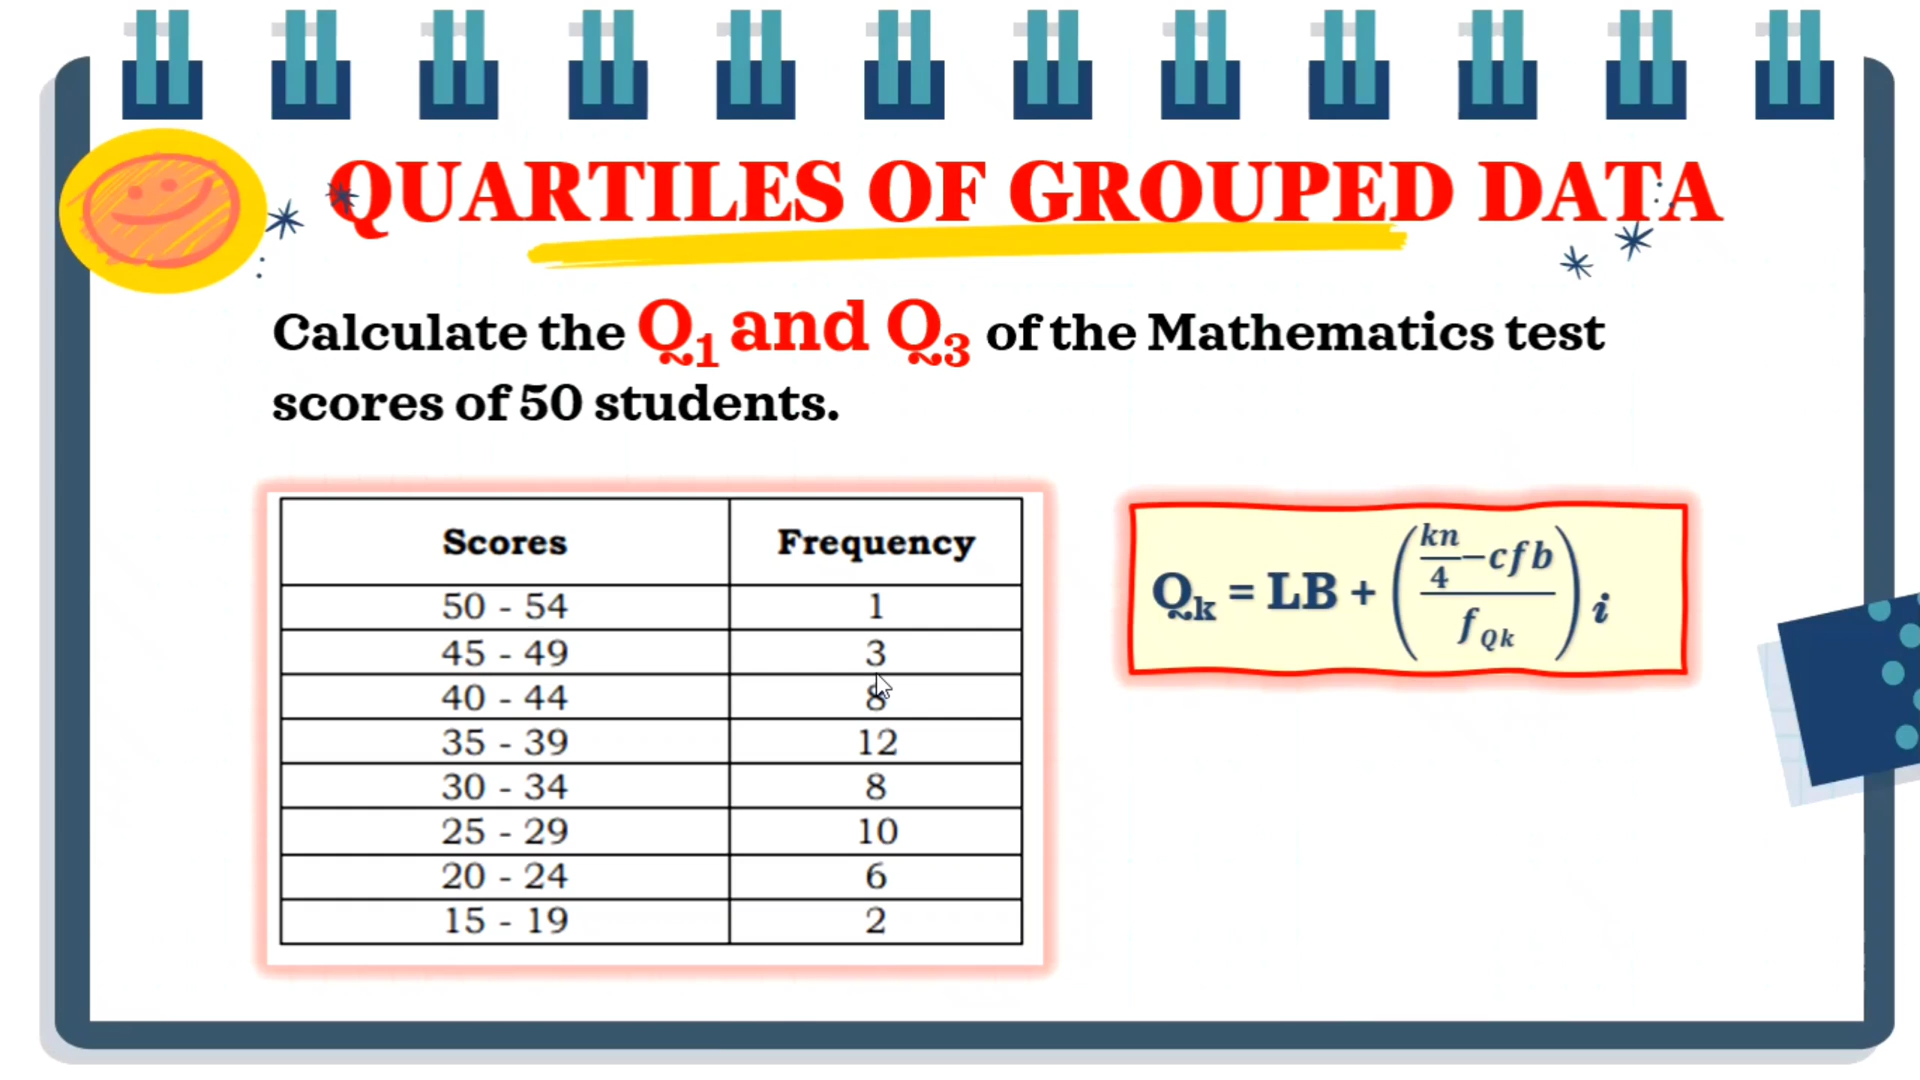 QUARTILES OF GROUPED DATA
Calculate the Q₁ and Q₃ of the Mathematics test
scores of 50 students.
Scores Frequency
50 - 54 1
45 - 49 3
40 - 44 8
35 - 39 12
30 - 34 8
25 - 29 10
20 - 24 6
15 - 19 2
Qₖ = LB + ((kn/4 − cfb) / f_Qk) i